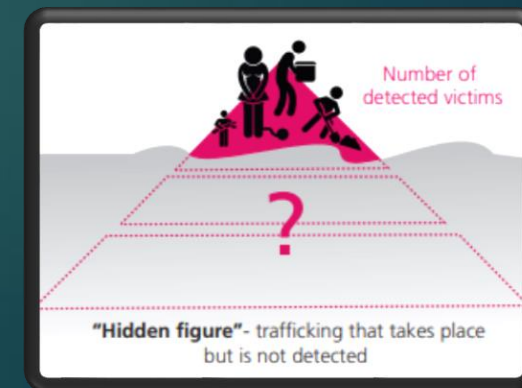 Number of
detected victims
?
"Hidden figure"- trafficking that takes place
but is not detected